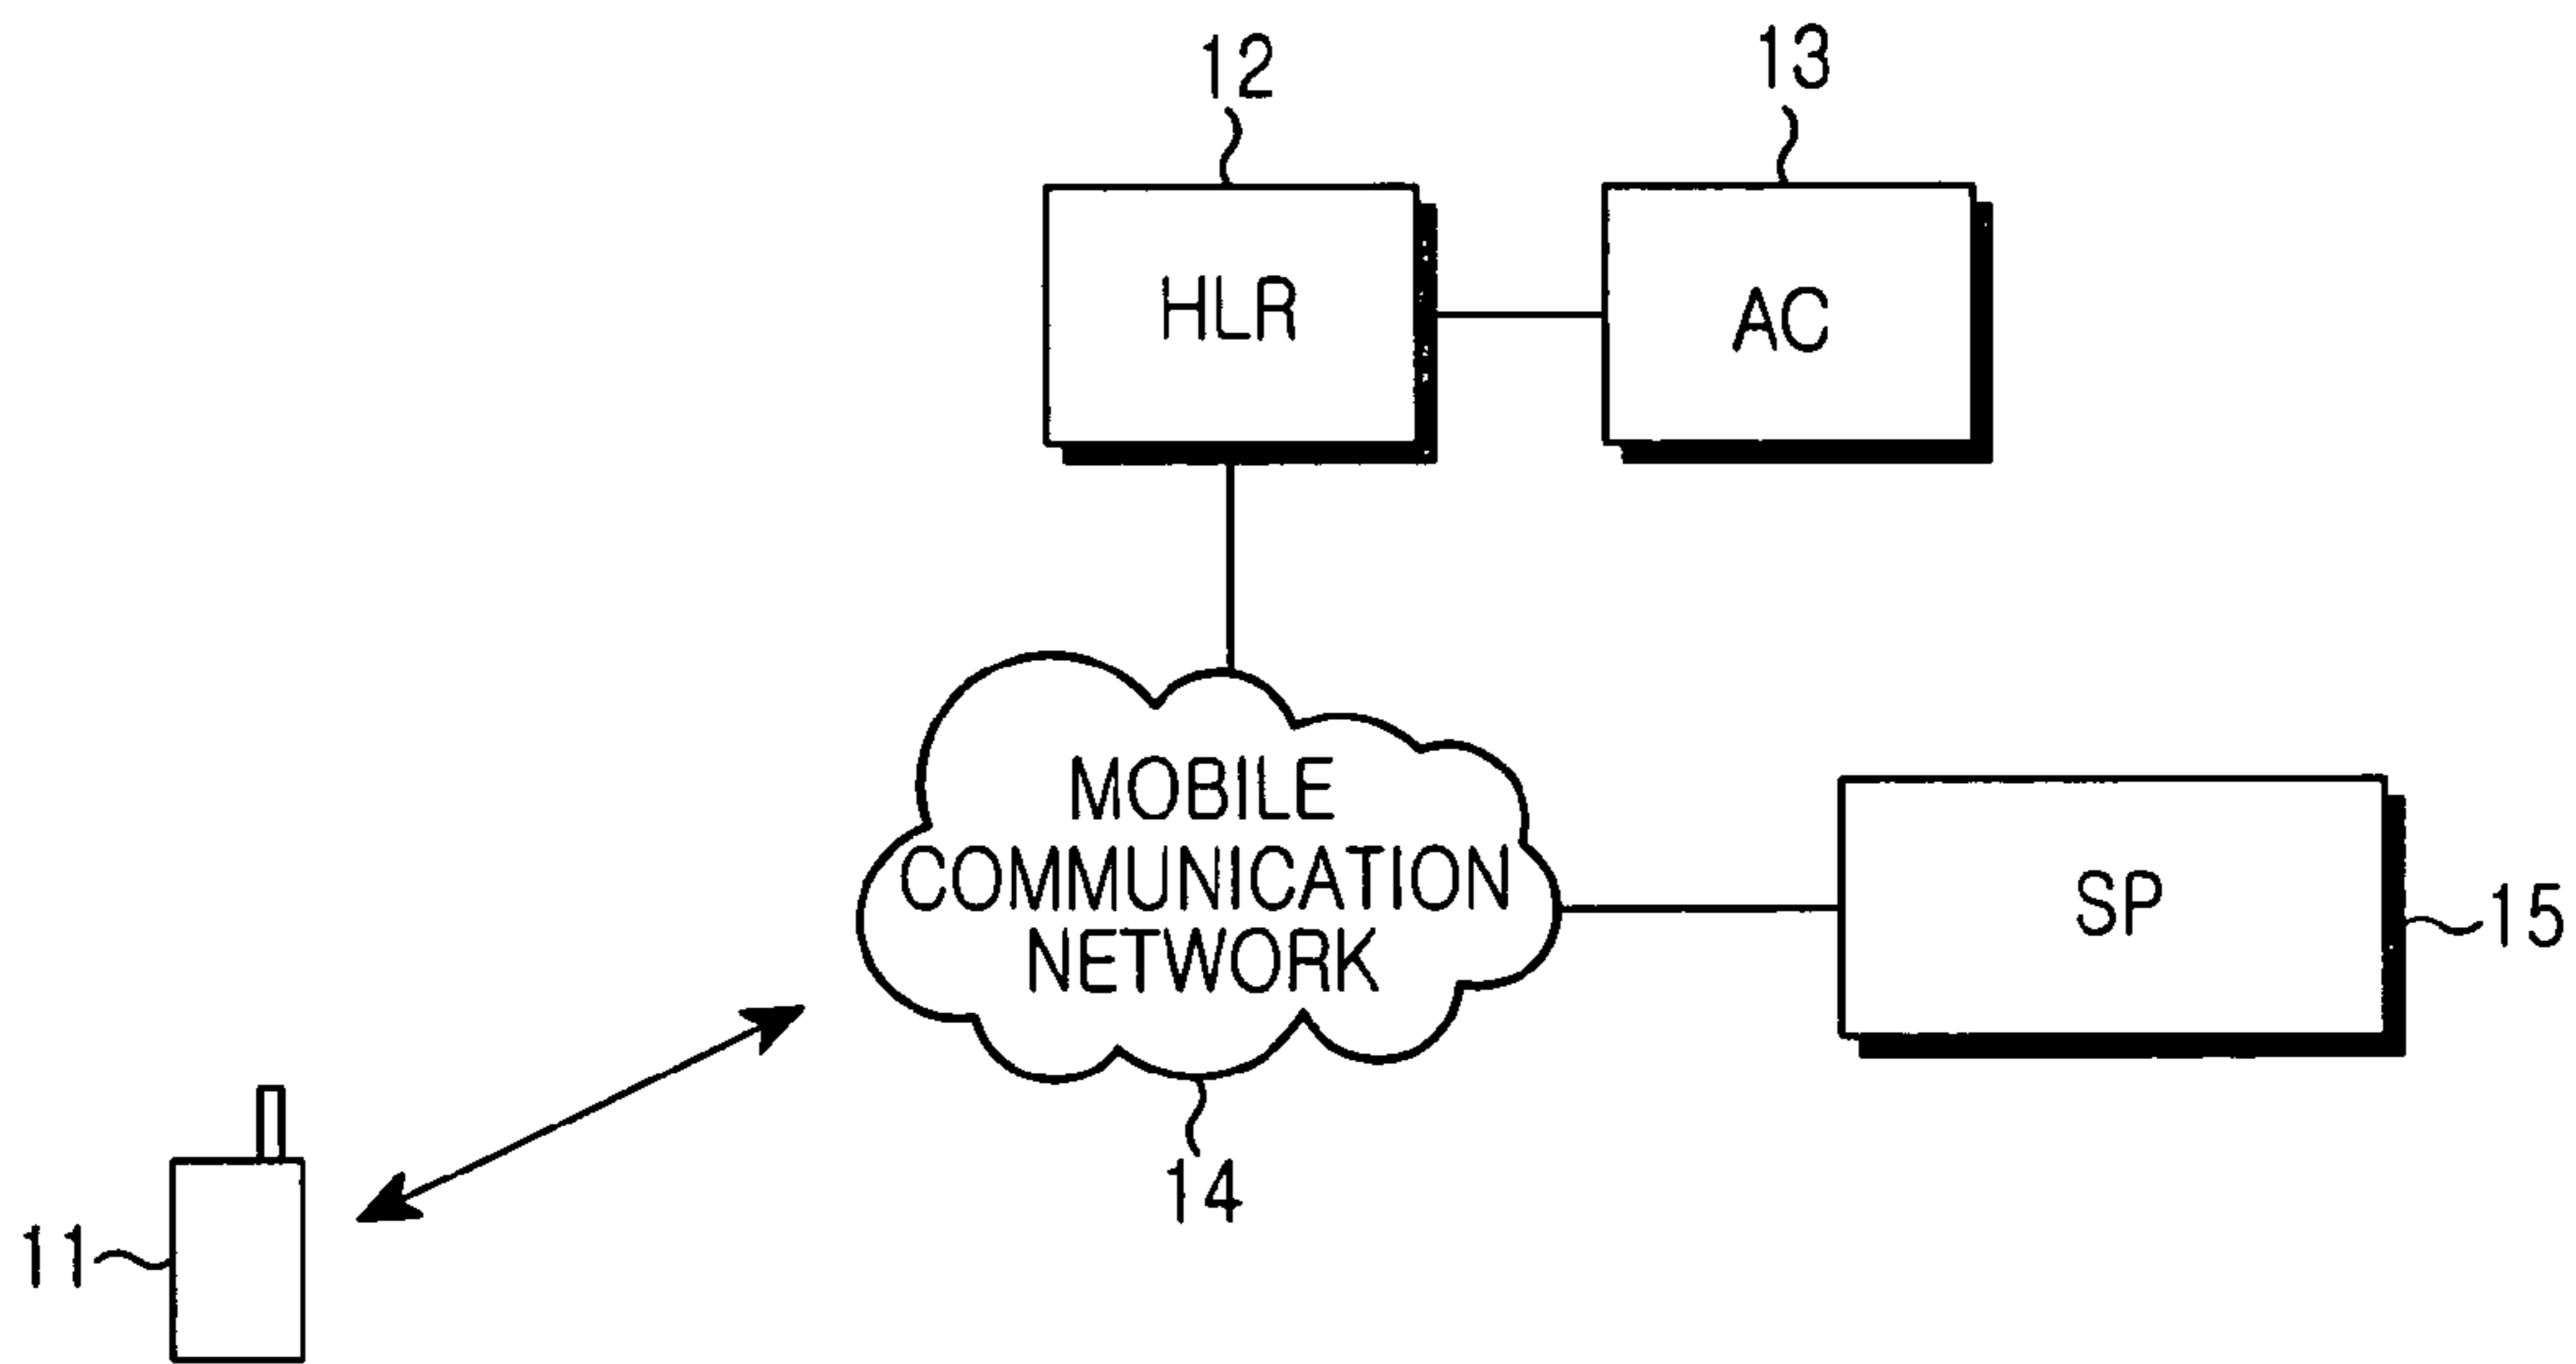 12
13
HLR
AC
MOBILE
COMMUNICATION
NETWORK
SP
15
14
11